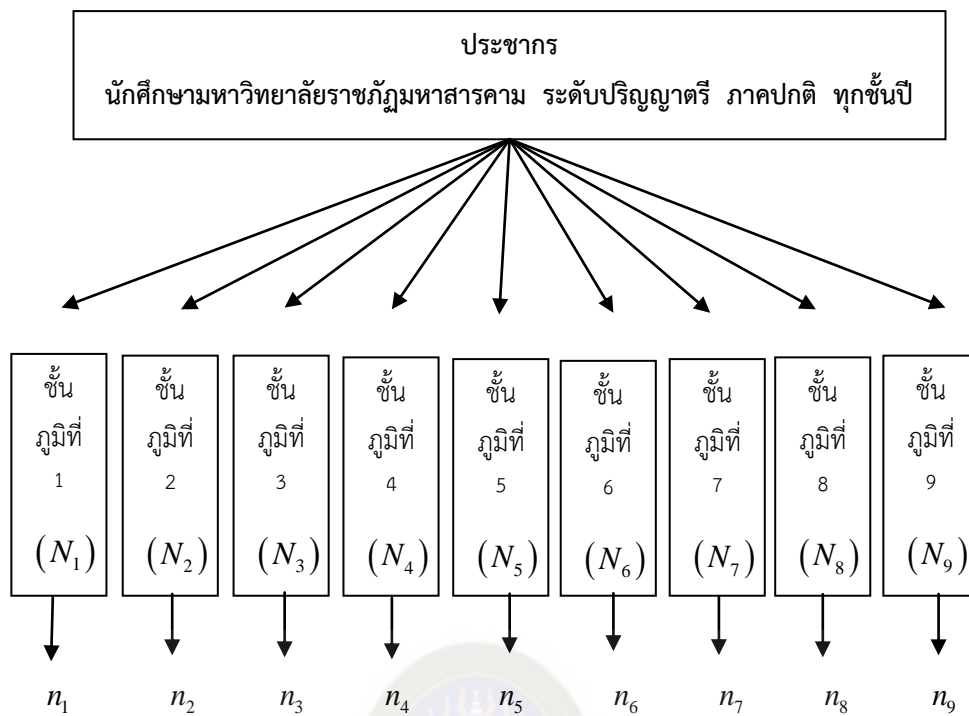 ประชากร
นักศึกษามหาวิทยาลัยราชภัฏมหาสารคาม ระดับปริญญาตรี ภาคปกติ ทุกชั้นปี
ชั้น ชั้น ชั้น ชั้น ชั้น ชั้น ชั้น ชั้น ชั้น
ภูมิที่ ภูมิที่ ภูมิที่ ภูมิที่ ภูมิที่ ภูมิที่ ภูมิที่ ภูมิที่ ภูมิที่
1 2 3 4 5 6 7 8 9
(N₁) (N₂) (N₃) (N₄) (N₅) (N₆) (N₇) (N₈) (N₉)
n₁ n₂ n₃ n₄ n₅ n₆ n₇ n₈ n₉